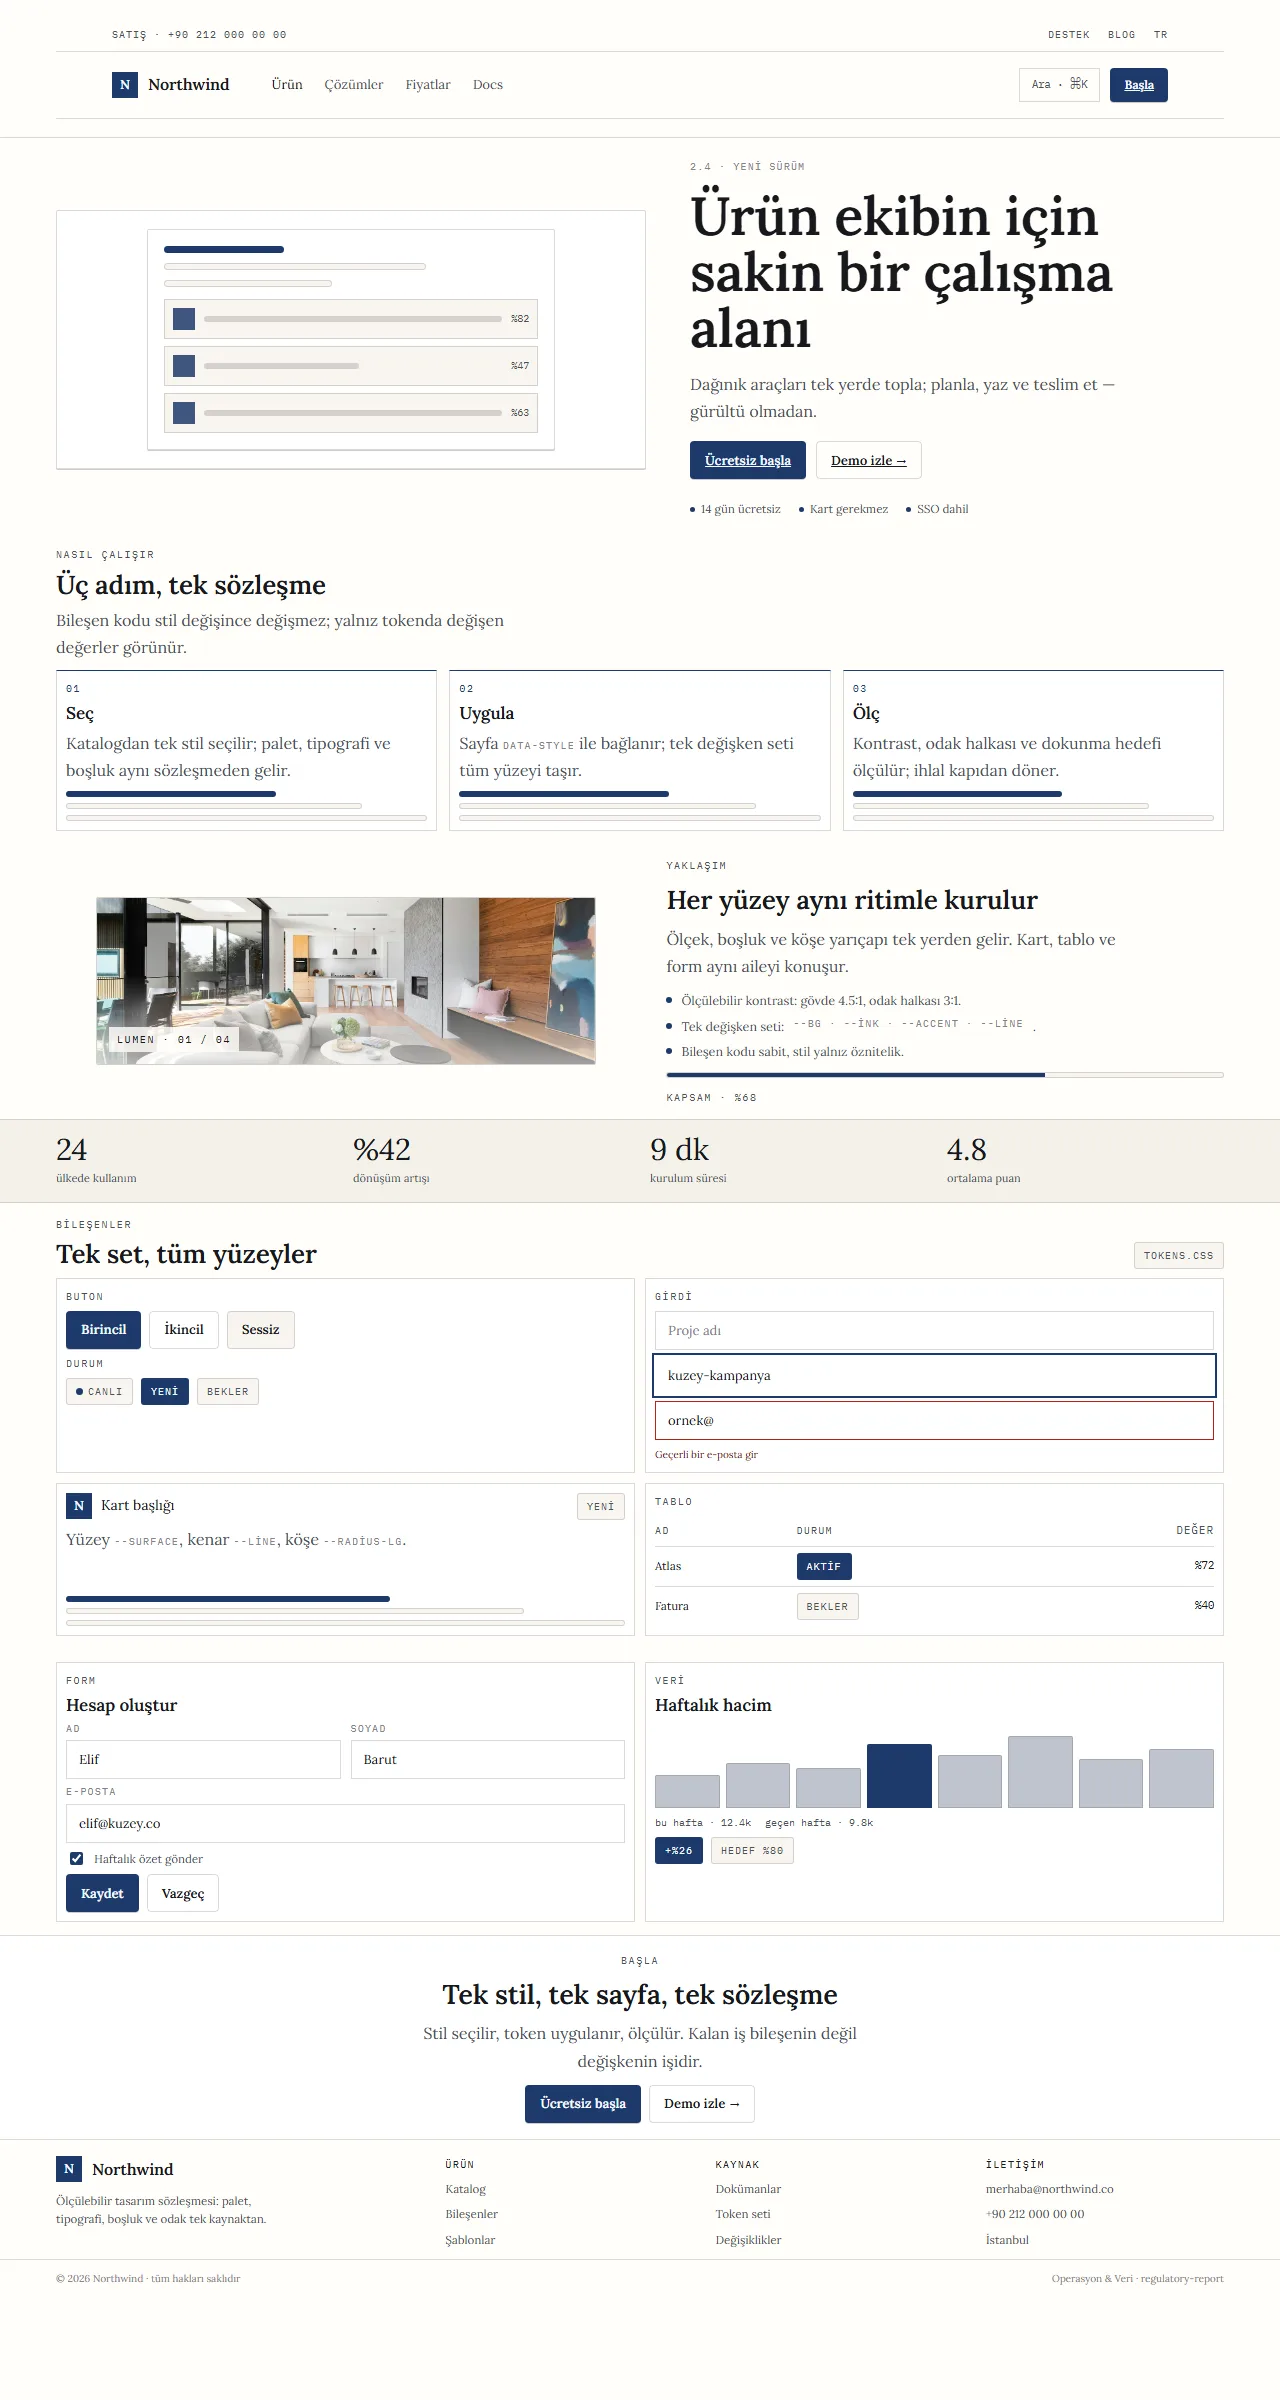 SATIŞ · +90 212 000 00 00
DESTEK BLOG TR
N Northwind Ürün Çözümler Fiyatlar Docs
Ara · ⌘K Başla
2.4 · YENİ SÜRÜM
Ürün ekibin için
sakin bir çalışma
alanı
Dağınık araçları tek yerde topla; planla, yaz ve teslim et —
gürültü olmadan.
Ücretsiz başla Demo izle →
14 gün ücretsiz Kart gerekmez SSO dahil
%82
%47
%63
NASIL ÇALIŞIR
Üç adım, tek sözleşme
Bileşen kodu stil değişince değişmez; yalnız tokenda değişen
değerler görünür.
01
Seç
Katalogdan tek stil seçilir; palet, tipografi ve
boşluk aynı sözleşmeden gelir.
02
Uygula
Sayfa DATA-STYLE ile bağlanır; tek değişken seti
tüm yüzeyi taşır.
03
Ölç
Kontrast, odak halkası ve dokunma hedefi
ölçülür; ihlal kapıdan döner.
LUMEN · 01 / 04
YAKLAŞIM
Her yüzey aynı ritimle kurulur
Ölçek, boşluk ve köşe yarıçapı tek yerden gelir. Kart, tablo ve
form aynı aileyi konuşur.
Ölçülebilir kontrast: gövde 4.5:1, odak halkası 3:1.
Tek değişken seti: --BG · --İNK · --ACCENT · --LİNE .
Bileşen kodu sabit, stil yalnız öznitelik.
KAPSAM · %68
24
ülkede kullanım
%42
dönüşüm artışı
9 dk
kurulum süresi
4.8
ortalama puan
BİLEŞENLER
Tek set, tüm yüzeyler
TOKENS.CSS
BUTON
Birincil İkincil Sessiz
DURUM
CANLI YENİ BEKLER
GİRDİ
Proje adı
kuzey-kampanya
ornek@
Geçerli bir e-posta gir
N Kart başlığı YENİ
Yüzey --SURFACE, kenar --LİNE, köşe --RADİUS-LG.
TABLO
AD DURUM DEĞER
Atlas AKTİF %72
Fatura BEKLER %40
FORM
Hesap oluştur
AD SOYAD
Elif Barut
E-POSTA
elif@kuzey.co
Haftalık özet gönder
Kaydet Vazgeç
VERİ
Haftalık hacim
bu hafta · 12.4k geçen hafta · 9.8k
+%26 HEDEF %80
BAŞLA
Tek stil, tek sayfa, tek sözleşme
Stil seçilir, token uygulanır, ölçülür. Kalan iş bileşenin değil
değişkenin işidir.
Ücretsiz başla Demo izle →
N Northwind
Ölçülebilir tasarım sözleşmesi: palet,
tipografi, boşluk ve odak tek kaynaktan.
ÜRÜN
Katalog
Bileşenler
Şablonlar
KAYNAK
Dokümanlar
Token seti
Değişiklikler
İLETİŞİM
merhaba@northwind.co
+90 212 000 00 00
İstanbul
© 2026 Northwind · tüm hakları saklıdır
Operasyon & Veri · regulatory-report